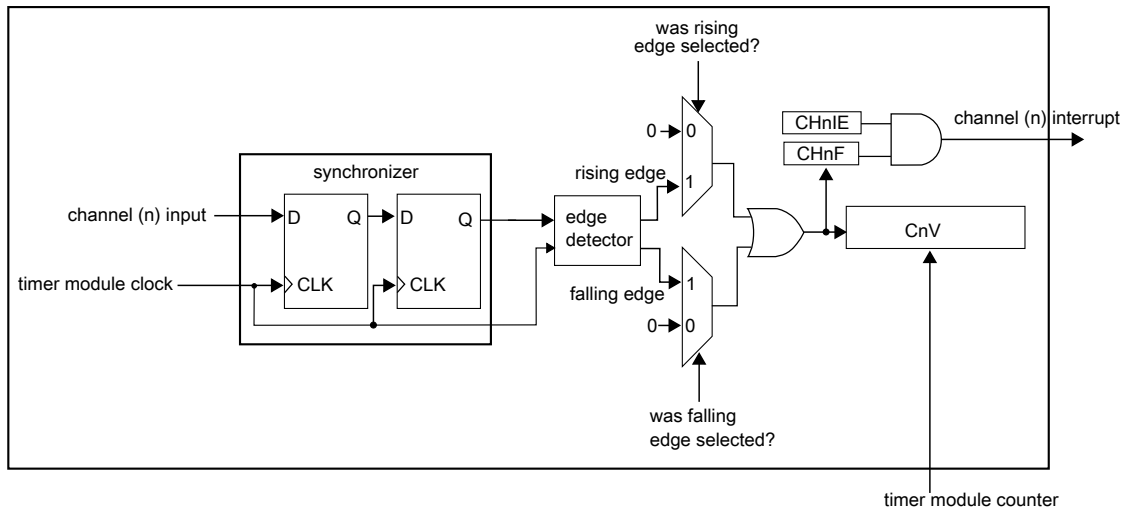 was rising
edge selected?
0
0
rising edge
1
CHnIE
CHnF
channel (n) interrupt
synchronizer
channel (n) input
D
Q
D
Q
timer module clock
CLK
CLK
edge
detector
CnV
falling edge
1
0
0
was falling
edge selected?
timer module counter